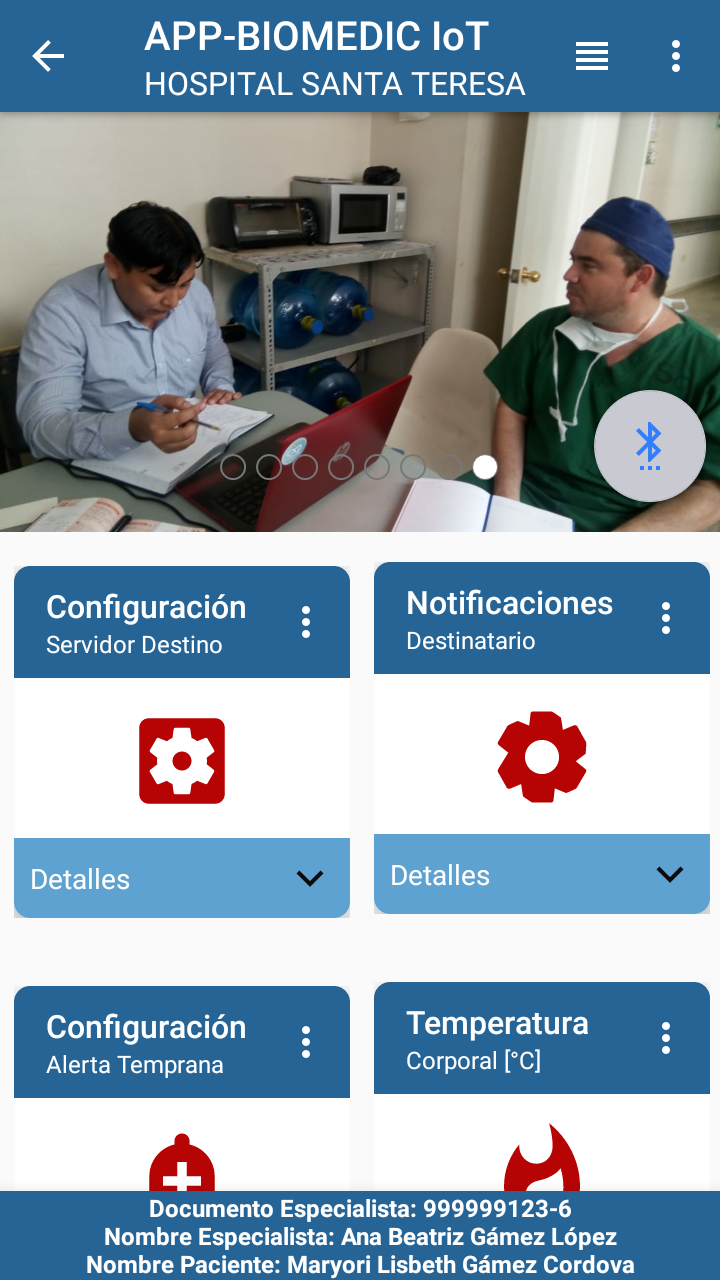 APP-BIOMEDIC IoT
HOSPITAL SANTA TERESA
Configuración
Servidor Destino
Detalles
Notificaciones
Destinatario
Detalles
Configuración
Alerta Temprana
Temperatura
Corporal [°C]
Documento Especialista: 999999123-6
Nombre Especialista: Ana Beatriz Gámez López
Nombre Paciente: Maryori Lisbeth Gámez Cordova